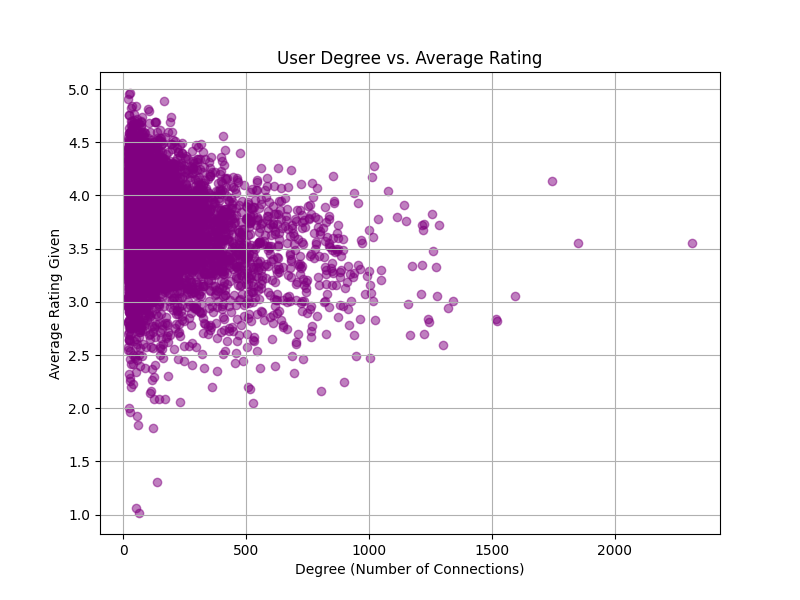 User Degree vs. Average Rating
5.0
4.5
4.0
3.5
3.0
2.5
2.0
1.5
1.0
Average Rating Given
0 500 1000 1500 2000
Degree (Number of Connections)